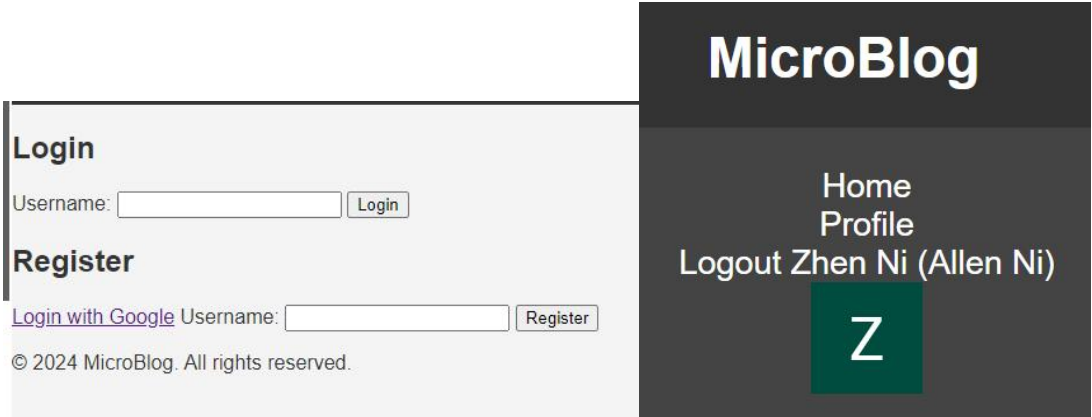 Login
Username: Login
Register
Login with Google Username: Register
© 2024 MicroBlog. All rights reserved.
MicroBlog
Home
Profile
Logout Zhen Ni (Allen Ni)
Z